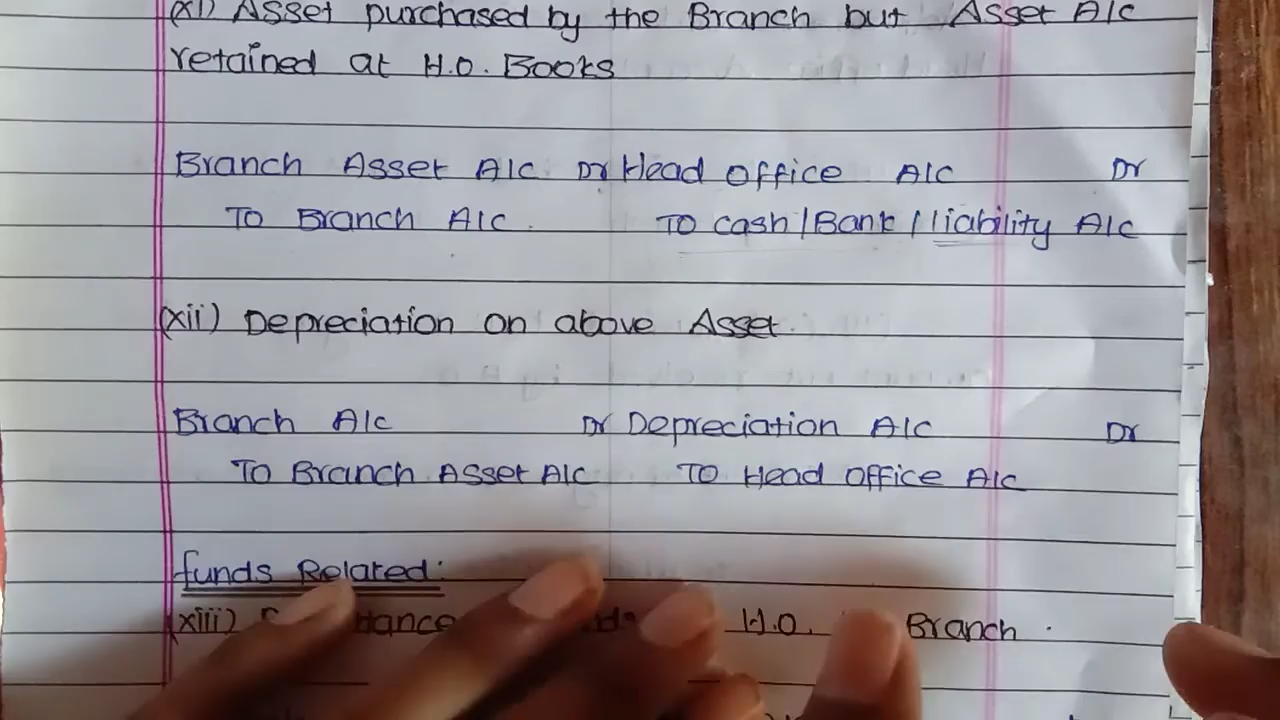 (xi) Asset purchased by the Branch but Asset A/c
retained at H.O. Books
Branch Asset A/c Dr Head office A/c Dr
To Branch A/c. To cash/Bank/liability A/c
(xii) Depreciation on above Asset.
Branch A/c Dr Depreciation A/c Dr
To Branch Asset A/c To Head office A/c
funds Related:
(xiii) H.O. Branch.